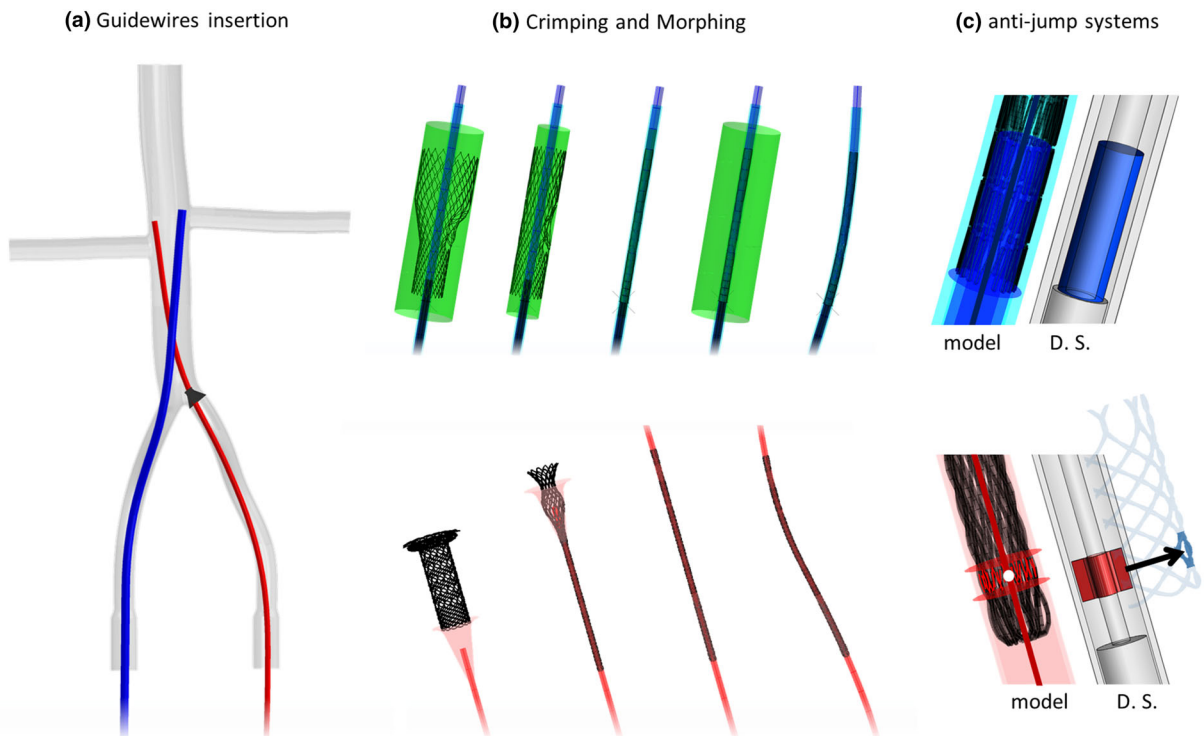 (a) Guidewires insertion
(b) Crimping and Morphing
(c) anti-jump systems
model
D. S.
model
D. S.